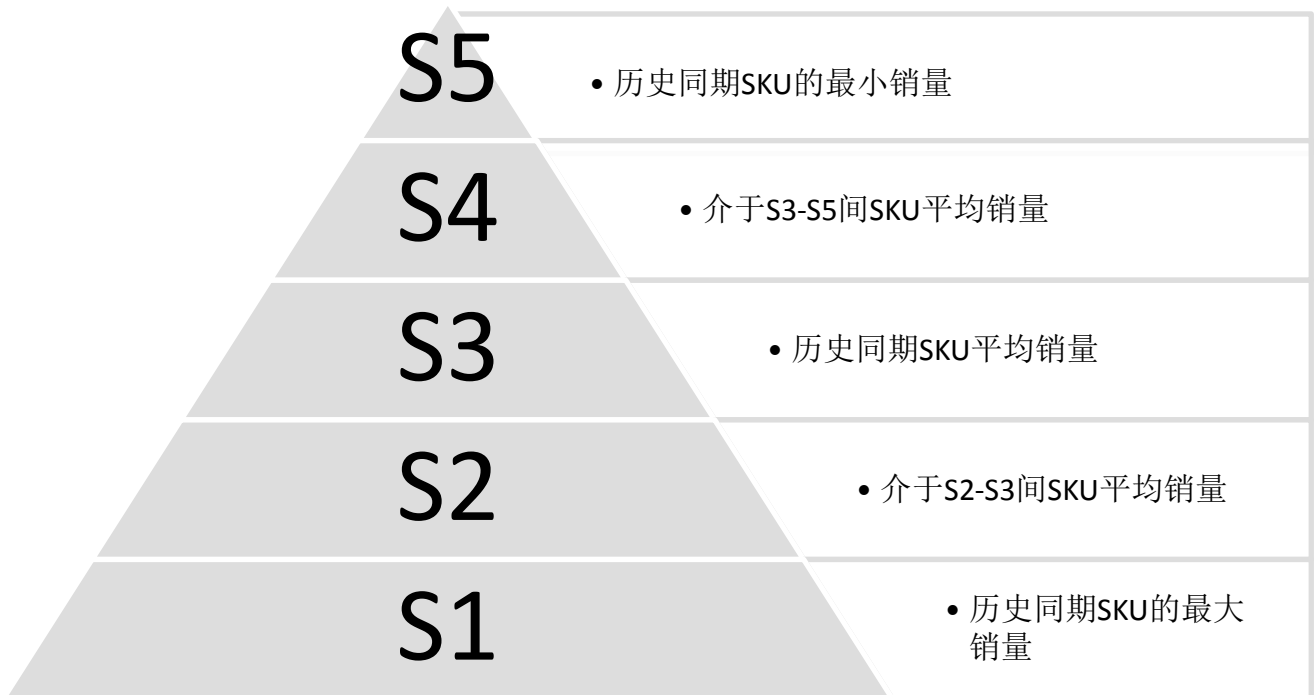 S5
• 历史同期SKU的最小销量
S4
• 介于S3-S5间SKU平均销量
S3
• 历史同期SKU平均销量
S2
• 介于S2-S3间SKU平均销量
S1
• 历史同期SKU的最大
销量